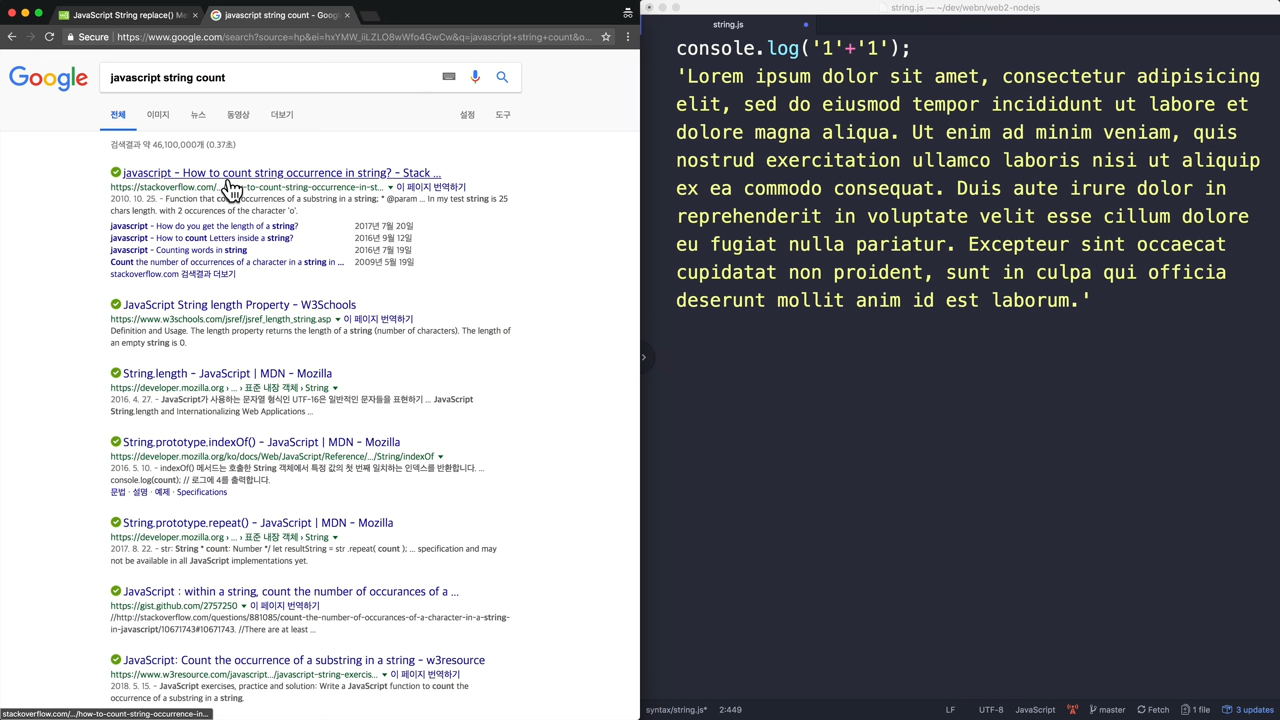 JavaScript String replace() Me
javascript string count - Goo
Secure
https://www.google.com/search?source=hp&ei=hxYMW_iiLZLO8wWfo4GwCw&q=javascript+string+count&o...
Google
javascript string count
전체
이미지
뉴스
동영상
더보기
설정
도구
검색결과 약 46,100,000개 (0.37초)
javascript - How to count string occurrence in string? - Stack ...
https://stackoverflow.com/...to-count-string-occurrence-in-st... 이 페이지 번역하기
2010. 10. 25. - Function that co occurrences of a substring in a string; * @param ... In my test string is 25
chars length. with 2 occurences of the character 'o'.
javascript - How do you get the length of a string? 2017년 7월 20일
javascript - How to count Letters inside a string? 2016년 9월 12일
javascript - Counting words in string 2016년 7월 19일
Count the number of occurrences of a character in a string in ... 2009년 5월 19일
stackoverflow.com 검색결과 더보기
JavaScript String length Property - W3Schools
https://www.w3schools.com/jsref/jsref_length_string.asp 이 페이지 번역하기
Definition and Usage. The length property returns the length of a string (number of characters). The length of
an empty string is 0.
String.length - JavaScript | MDN - Mozilla
https://developer.mozilla.org › ... › 표준 내장 객체 › String
2016. 4. 27. - JavaScript가 사용하는 문자열 형식인 UTF-16은 일반적인 문자들을 표현하기 ... JavaScript
String.length and Internationalizing Web Applications ...
String.prototype.indexOf() - JavaScript | MDN - Mozilla
https://developer.mozilla.org/ko/docs/Web/JavaScript/Reference/.../String/indexOf
2016. 5. 10. - indexOf() 메서드는 호출한 String 객체에서 특정 값의 첫 번째 일치하는 인덱스를 반환합니다. ...
console.log(count); // 로그에 4를 출력합니다.
문법 · 설명 · 예제 · Specifications
String.prototype.repeat() - JavaScript | MDN - Mozilla
https://developer.mozilla.org › ... › 표준 내장 객체 › String
2017. 8. 22. - str: String * count: Number */ let resultString = str .repeat( count ); ... specification and may
not be available in all JavaScript implementations yet.
JavaScript : within a string, count the number of occurances of a ...
https://gist.github.com/2757250 이 페이지 번역하기
//http://stackoverflow.com/questions/881085/count-the-number-of-occurances-of-a-character-in-a-string-
in-javascript/10671743#10671743. //There are at least ...
JavaScript: Count the occurrence of a substring in a string - w3resource
https://www.w3resource.com/javascript.../javascript-string-exercis... 이 페이지 번역하기
2018. 5. 15. - JavaScript exercises, practice and solution: Write a JavaScript function to count the
occurrence of a substring in a string.
stackoverflow.com/.../how-to-count-string-occurrence-in...
string.js — ~/dev/webn/web2-nodejs
string.js
console.log('1'+'1');
'Lorem ipsum dolor sit amet, consectetur adipisicing
elit, sed do eiusmod tempor incididunt ut labore et
dolore magna aliqua. Ut enim ad minim veniam, quis
nostrud exercitation ullamco laboris nisi ut aliquip
ex ea commodo consequat. Duis aute irure dolor in
reprehenderit in voluptate velit esse cillum dolore
eu fugiat nulla pariatur. Excepteur sint occaecat
cupidatat non proident, sunt in culpa qui officia
deserunt mollit anim id est laborum.'
syntax/string.js* 2:449 LF UTF-8 JavaScript master Fetch 1 file 3 updates